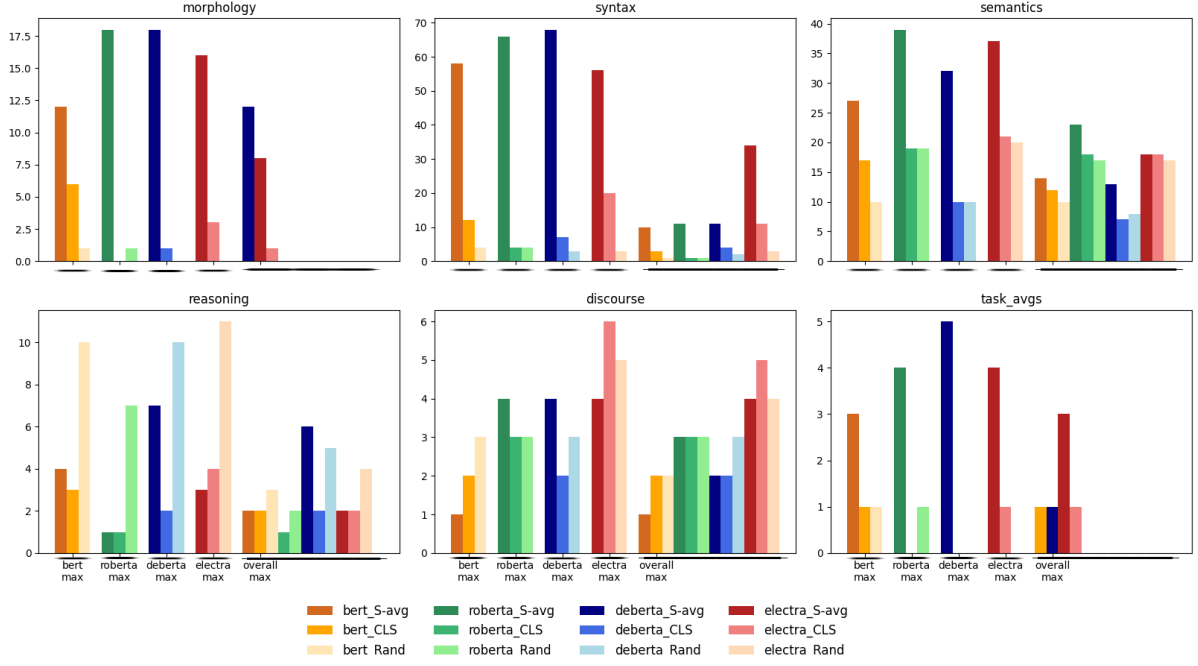 morphology
17.5
15.0
12.5
10.0
7.5
5.0
2.5
0.0
syntax
70
60
50
40
30
20
10
0
semantics
40
35
30
25
20
15
10
5
0
reasoning
10
8
6
4
2
0
bert max
roberta max
deberta max
electra max
overall max
discourse
6
5
4
3
2
1
0
bert max
roberta max
deberta max
electra max
overall max
task_avgs
5
4
3
2
1
0
bert max
roberta max
deberta max
electra max
overall max
bert_S-avg
bert_CLS
bert_Rand
roberta_S-avg
roberta_CLS
roberta_Rand
deberta_S-avg
deberta_CLS
deberta_Rand
electra_S-avg
electra_CLS
electra_Rand